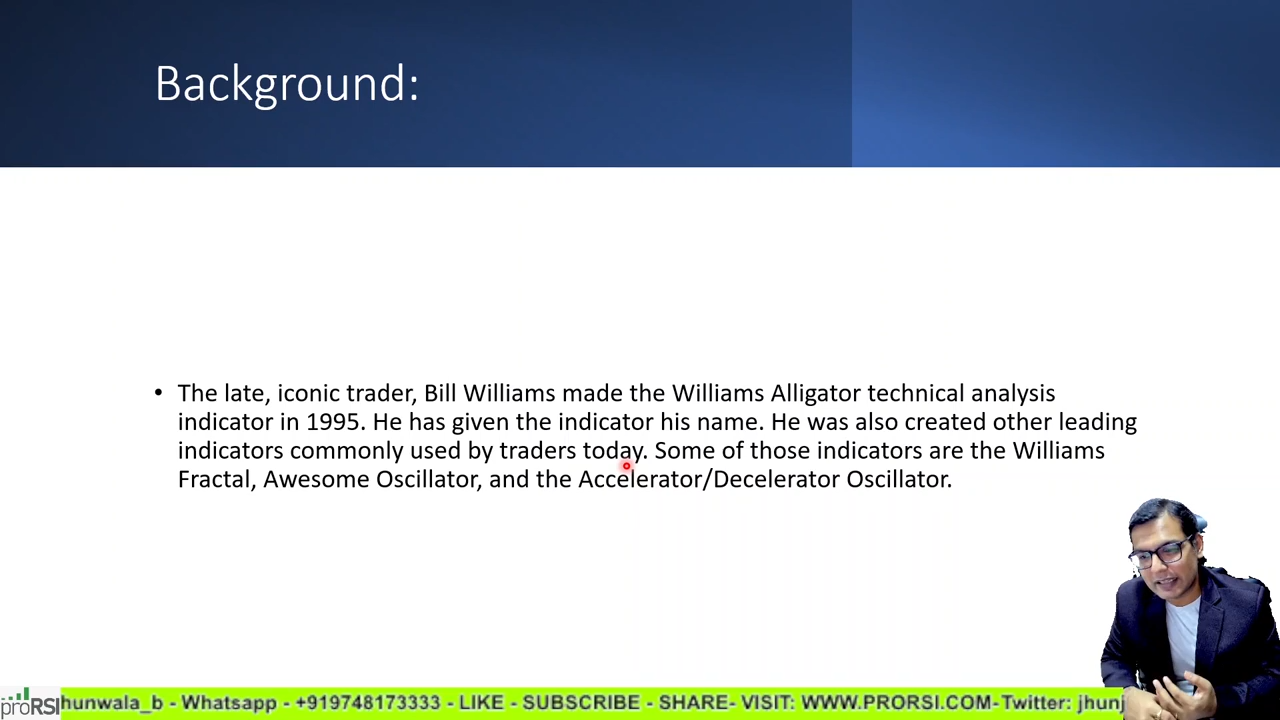 Background:
• The late, iconic trader, Bill Williams made the Williams Alligator technical analysis
indicator in 1995. He has given the indicator his name. He was also created other leading
indicators commonly used by traders today. Some of those indicators are the Williams
Fractal, Awesome Oscillator, and the Accelerator/Decelerator Oscillator.
proRSI hunwala_b - Whatsapp - +919748173333 - LIKE - SUBSCRIBE - SHARE- VISIT: WWW.PRORSI.COM-Twitter: jhunj